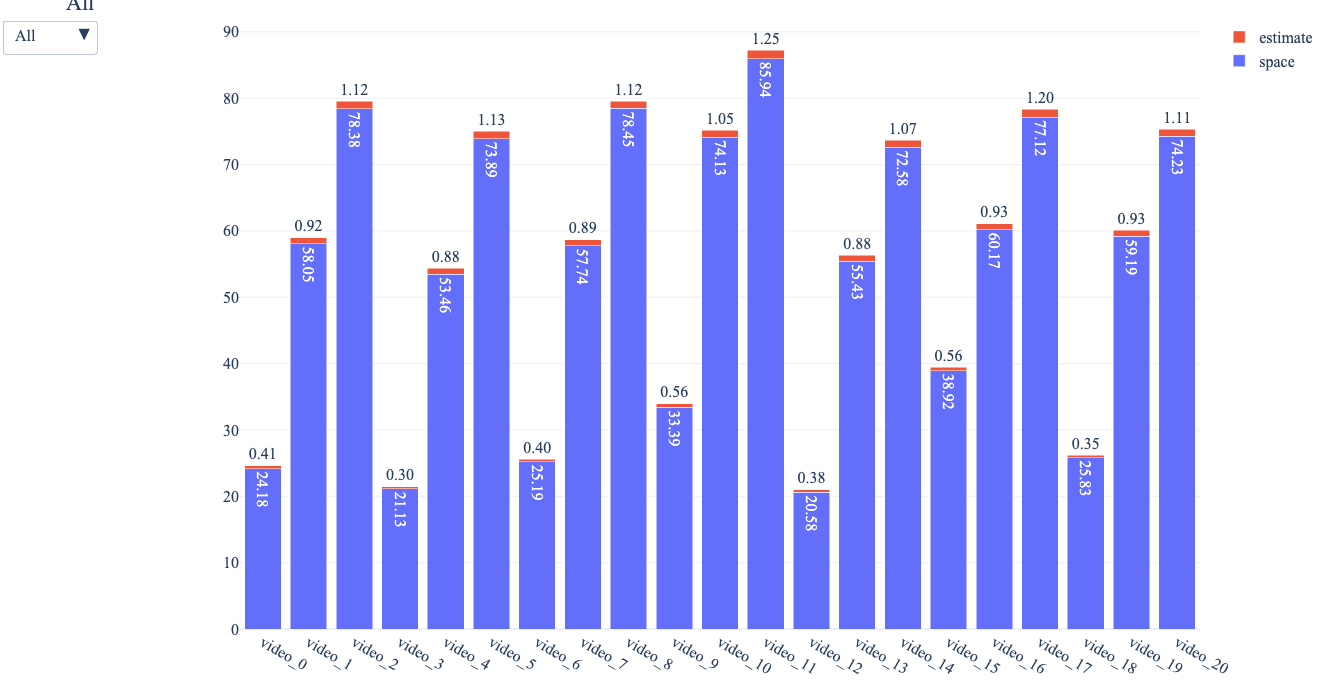 All
All ▼
estimate
space
90
80
70
60
50
40
30
20
10
0
0.41
24.18
0.92
58.05
1.12
78.38
0.30
21.13
0.88
53.46
1.13
73.89
0.40
25.19
0.89
57.74
1.12
78.45
0.56
33.39
1.05
74.13
1.25
85.94
0.38
20.58
0.88
55.43
1.07
72.58
0.56
38.92
0.93
60.17
1.20
77.12
0.35
25.83
0.93
59.19
1.11
74.23
video_0
video_1
video_2
video_3
video_4
video_5
video_6
video_7
video_8
video_9
video_10
video_11
video_12
video_13
video_14
video_15
video_16
video_17
video_18
video_19
video_20